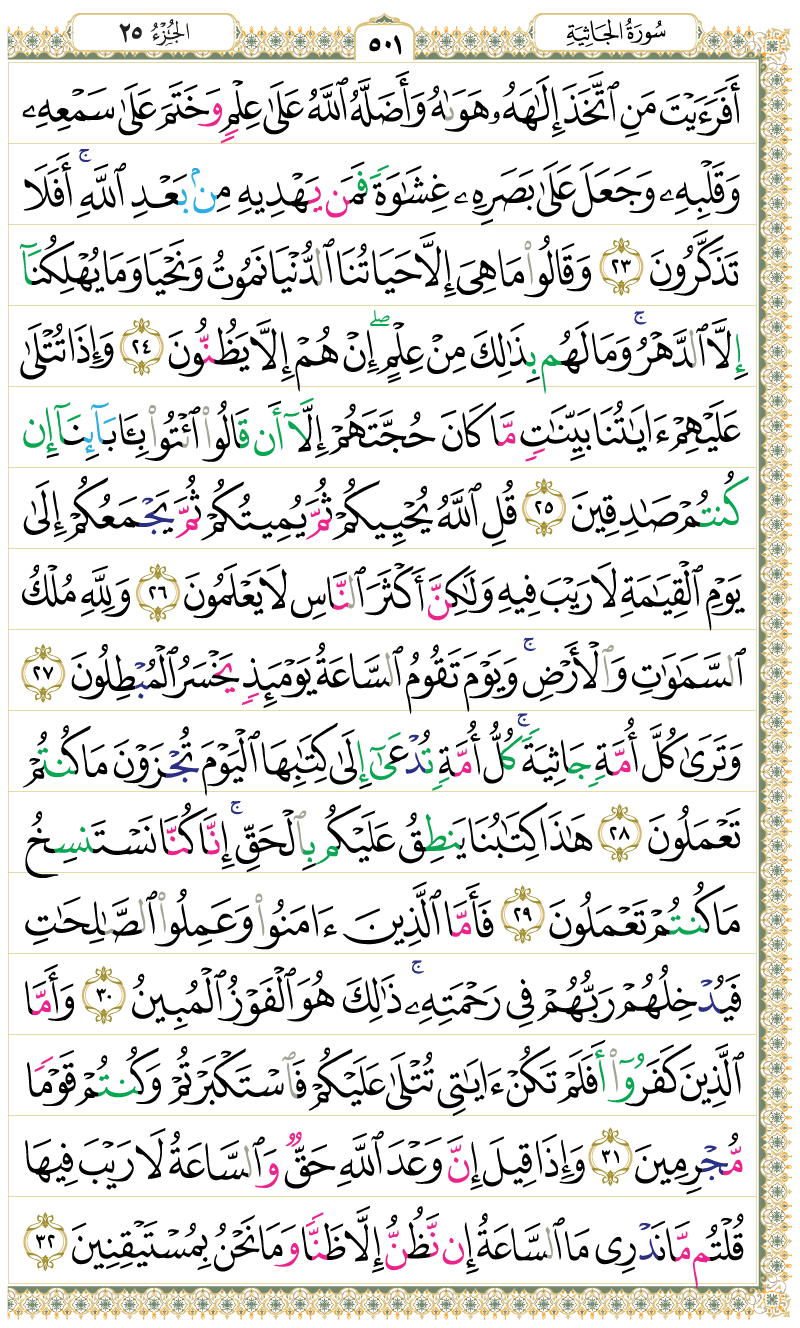 سُورَةُ الجَاثِيَةِ ٥٠١ الجُزْءُ ٢٥
أَفَرَءَيْتَ مَنِ ٱتَّخَذَ إِلَٰهَهُۥ هَوَىٰهُ وَأَضَلَّهُ ٱللَّهُ عَلَىٰ عِلْمٍ وَخَتَمَ عَلَىٰ سَمْعِهِۦ
وَقَلْبِهِۦ وَجَعَلَ عَلَىٰ بَصَرِهِۦ غِشَٰوَةً فَمَن يَهْدِيهِ مِنۢ بَعْدِ ٱللَّهِ ۚ أَفَلَا
تَذَكَّرُونَ ٢٣ وَقَالُوا۟ مَا هِىَ إِلَّا حَيَاتُنَا ٱلدُّنْيَا نَمُوتُ وَنَحْيَا وَمَا يُهْلِكُنَآ
إِلَّا ٱلدَّهْرُ ۚ وَمَا لَهُم بِذَٰلِكَ مِنْ عِلْمٍ ۖ إِنْ هُمْ إِلَّا يَظُنُّونَ ٢٤ وَإِذَا تُتْلَىٰ
عَلَيْهِمْ ءَايَٰتُنَا بَيِّنَٰتٍ مَّا كَانَ حُجَّتَهُمْ إِلَّآ أَن قَالُوا۟ ٱئْتُوا۟ بِـَٔابَآئِنَآ إِن
كُنتُمْ صَٰدِقِينَ ٢٥ قُلِ ٱللَّهُ يُحْيِيكُمْ ثُمَّ يُمِيتُكُمْ ثُمَّ يَجْمَعُكُمْ إِلَىٰ
يَوْمِ ٱلْقِيَٰمَةِ لَا رَيْبَ فِيهِ وَلَٰكِنَّ أَكْثَرَ ٱلنَّاسِ لَا يَعْلَمُونَ ٢٦ وَلِلَّهِ مُلْكُ
ٱلسَّمَٰوَٰتِ وَٱلْأَرْضِ ۚ وَيَوْمَ تَقُومُ ٱلسَّاعَةُ يَوْمَئِذٍ يَخْسَرُ ٱلْمُبْطِلُونَ ٢٧
وَتَرَىٰ كُلَّ أُمَّةٍ جَاثِيَةً ۚ كُلُّ أُمَّةٍ تُدْعَىٰٓ إِلَىٰ كِتَٰبِهَا ٱلْيَوْمَ تُجْزَوْنَ مَا كُنتُمْ
تَعْمَلُونَ ٢٨ هَٰذَا كِتَٰبُنَا يَنطِقُ عَلَيْكُم بِٱلْحَقِّ ۚ إِنَّا كُنَّا نَسْتَنسِخُ
مَا كُنتُمْ تَعْمَلُونَ ٢٩ فَأَمَّا ٱلَّذِينَ ءَامَنُوا۟ وَعَمِلُوا۟ ٱلصَّٰلِحَٰتِ
فَيُدْخِلُهُمْ رَبُّهُمْ فِى رَحْمَتِهِۦ ۚ ذَٰلِكَ هُوَ ٱلْفَوْزُ ٱلْمُبِينُ ٣٠ وَأَمَّا
ٱلَّذِينَ كَفَرُوٓا۟ أَفَلَمْ تَكُنْ ءَايَٰتِى تُتْلَىٰ عَلَيْكُمْ فَٱسْتَكْبَرْتُمْ وَكُنتُمْ قَوْمًا
مُّجْرِمِينَ ٣١ وَإِذَا قِيلَ إِنَّ وَعْدَ ٱللَّهِ حَقٌّ وَٱلسَّاعَةُ لَا رَيْبَ فِيهَا
قُلْتُم مَّا نَدْرِى مَا ٱلسَّاعَةُ إِن نَّظُنُّ إِلَّا ظَنًّا وَمَا نَحْنُ بِمُسْتَيْقِنِينَ ٣٢